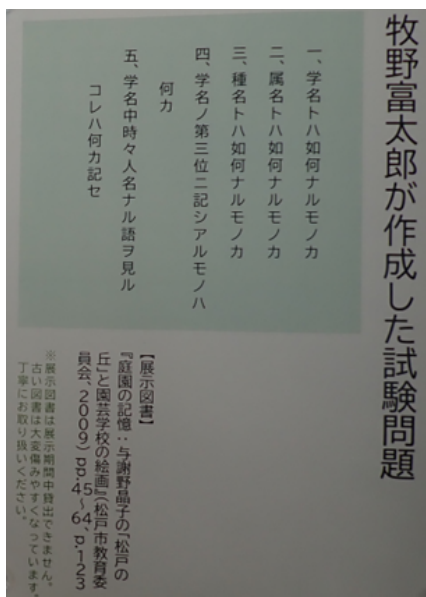 牧野富太郎が作成した試験問題
一、学名トハ如何ナルモノカ
二、属名トハ如何ナルモノカ
三、種名トハ如何ナルモノカ
四、学名ノ第三位ニ記シアルモノハ
何カ
五、学名中時々人名ナル語ヲ見ル
コレハ何カ記セ
【展示図書】
『庭園の記憶:与謝野晶子の「松戸の
丘」と園芸学校の絵画』(松戸市教育委
員会、2009)pp.45～64、p.123
※展示図書は展示期間中貸出できません。
古い図書は大変傷みやすくなっています。
丁寧にお取り扱いください。